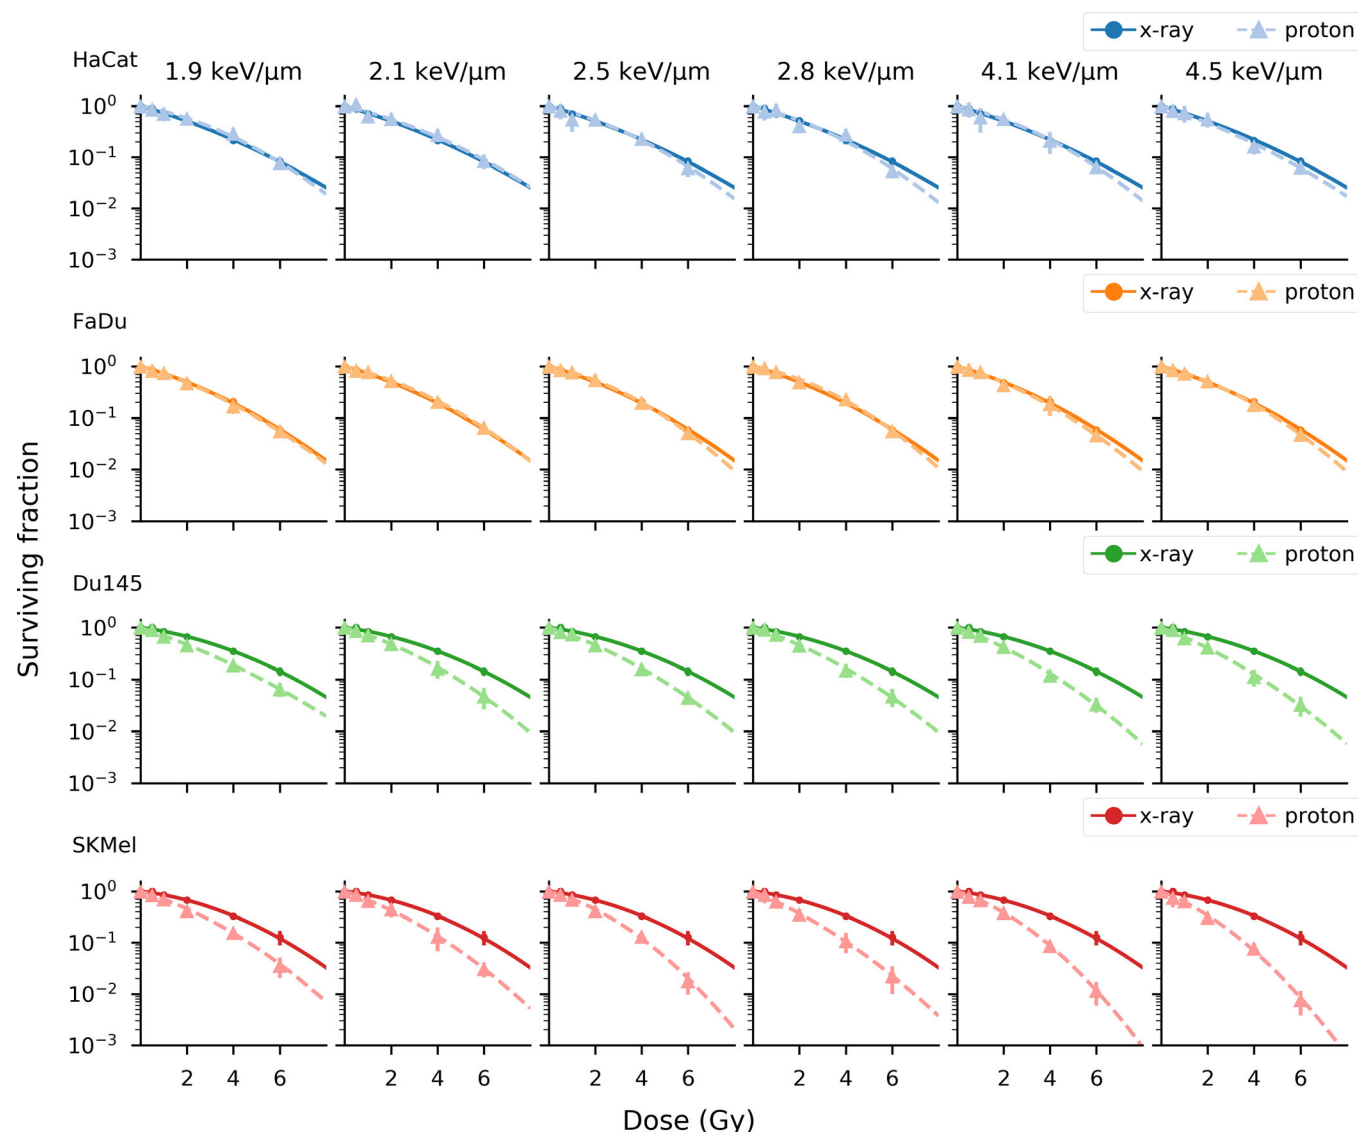 x-ray proton
HaCat
1.9 keV/μm 2.1 keV/μm 2.5 keV/μm 2.8 keV/μm 4.1 keV/μm 4.5 keV/μm
10⁰
10⁻¹
10⁻²
10⁻³
x-ray proton
FaDu
10⁰
10⁻¹
10⁻²
10⁻³
x-ray proton
Du145
10⁰
10⁻¹
10⁻²
10⁻³
x-ray proton
SKMel
10⁰
10⁻¹
10⁻²
10⁻³
2 4 6 2 4 6 2 4 6 2 4 6 2 4 6 2 4 6
Surviving fraction
Dose (Gy)